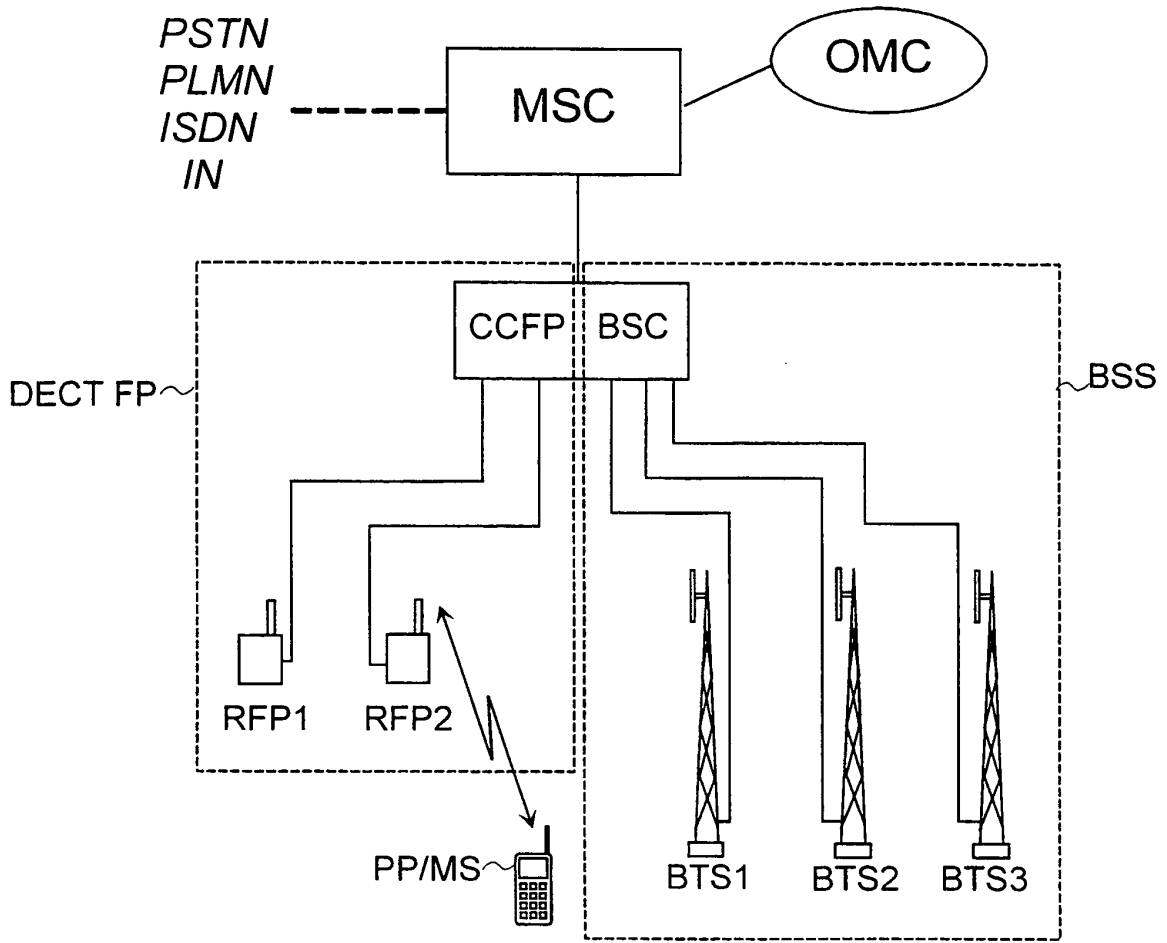 PSTN
PLMN
ISDN
IN
MSC
OMC
CCFP
BSC
DECT FP
BSS
RFP1
RFP2
PP/MS
BTS1
BTS2
BTS3